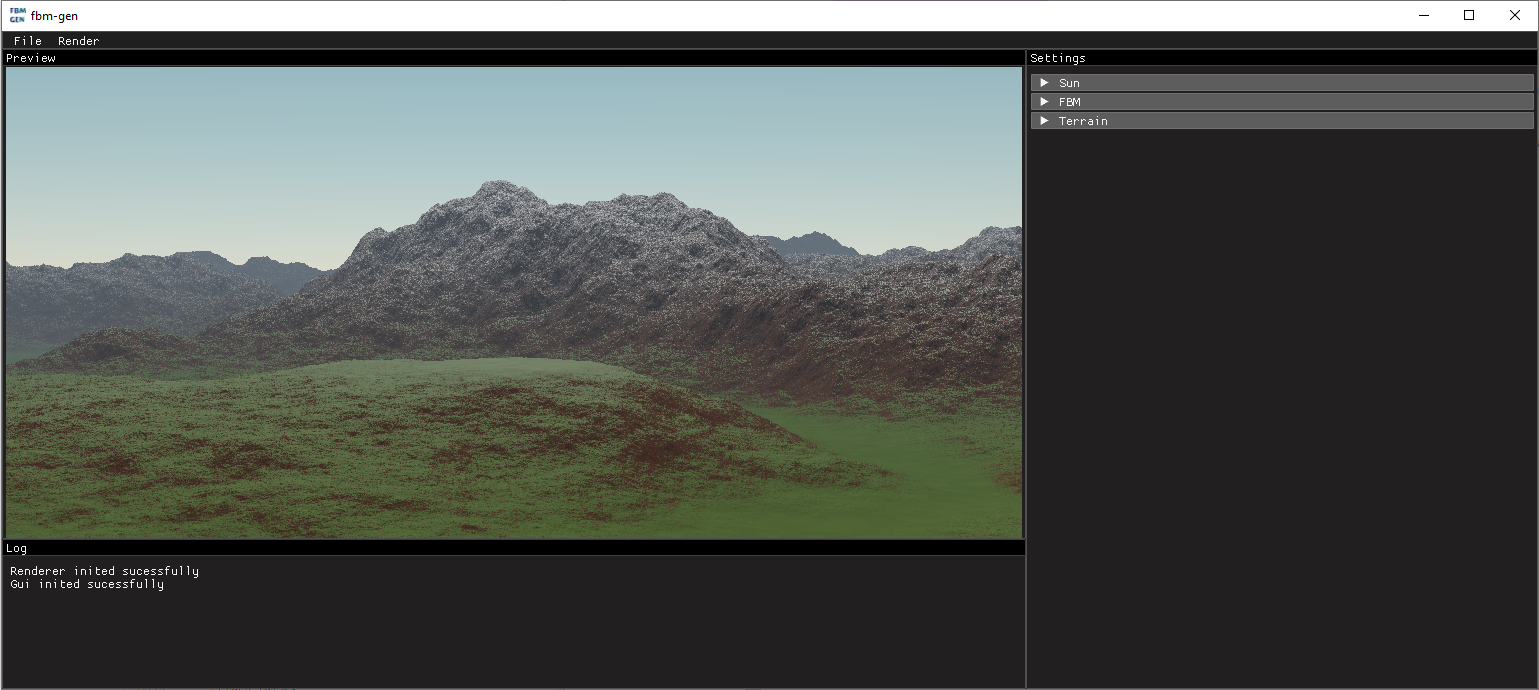 FBM
GEN
fbm-gen
File Render
Preview
Settings
Sun
FBM
Terrain
Log
Renderer inited sucessfully
Gui inited sucessfully